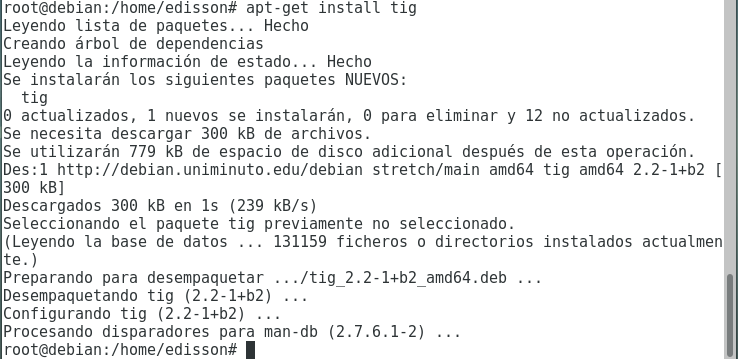 root@debian:/home/edisson# apt-get install tig
Leyendo lista de paquetes... Hecho
Creando árbol de dependencias
Leyendo la información de estado... Hecho
Se instalarán los siguientes paquetes NUEVOS:
  tig
0 actualizados, 1 nuevos se instalarán, 0 para eliminar y 12 no actualizados.
Se necesita descargar 300 kB de archivos.
Se utilizarán 779 kB de espacio de disco adicional después de esta operación.
Des:1 http://debian.uniminuto.edu/debian stretch/main amd64 tig amd64 2.2-1+b2 [
300 kB]
Descargados 300 kB en 1s (239 kB/s)
Seleccionando el paquete tig previamente no seleccionado.
(Leyendo la base de datos ... 131159 ficheros o directorios instalados actualmen
te.)
Preparando para desempaquetar .../tig_2.2-1+b2_amd64.deb ...
Desempaquetando tig (2.2-1+b2) ...
Configurando tig (2.2-1+b2) ...
Procesando disparadores para man-db (2.7.6.1-2) ...
root@debian:/home/edisson#